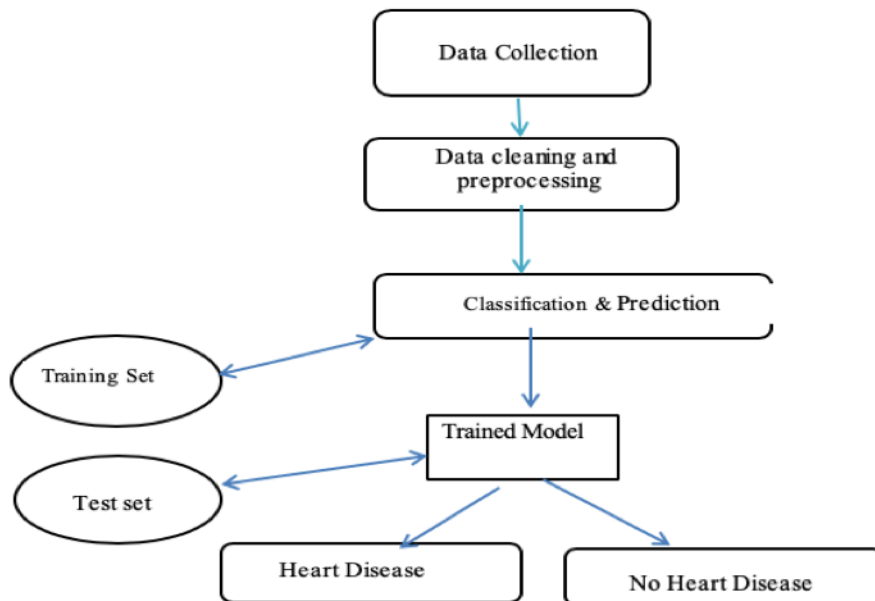 Data Collection
Data cleaning and
preprocessing
Classification & Prediction
Training Set
Trained Model
Test set
Heart Disease
No Heart Disease